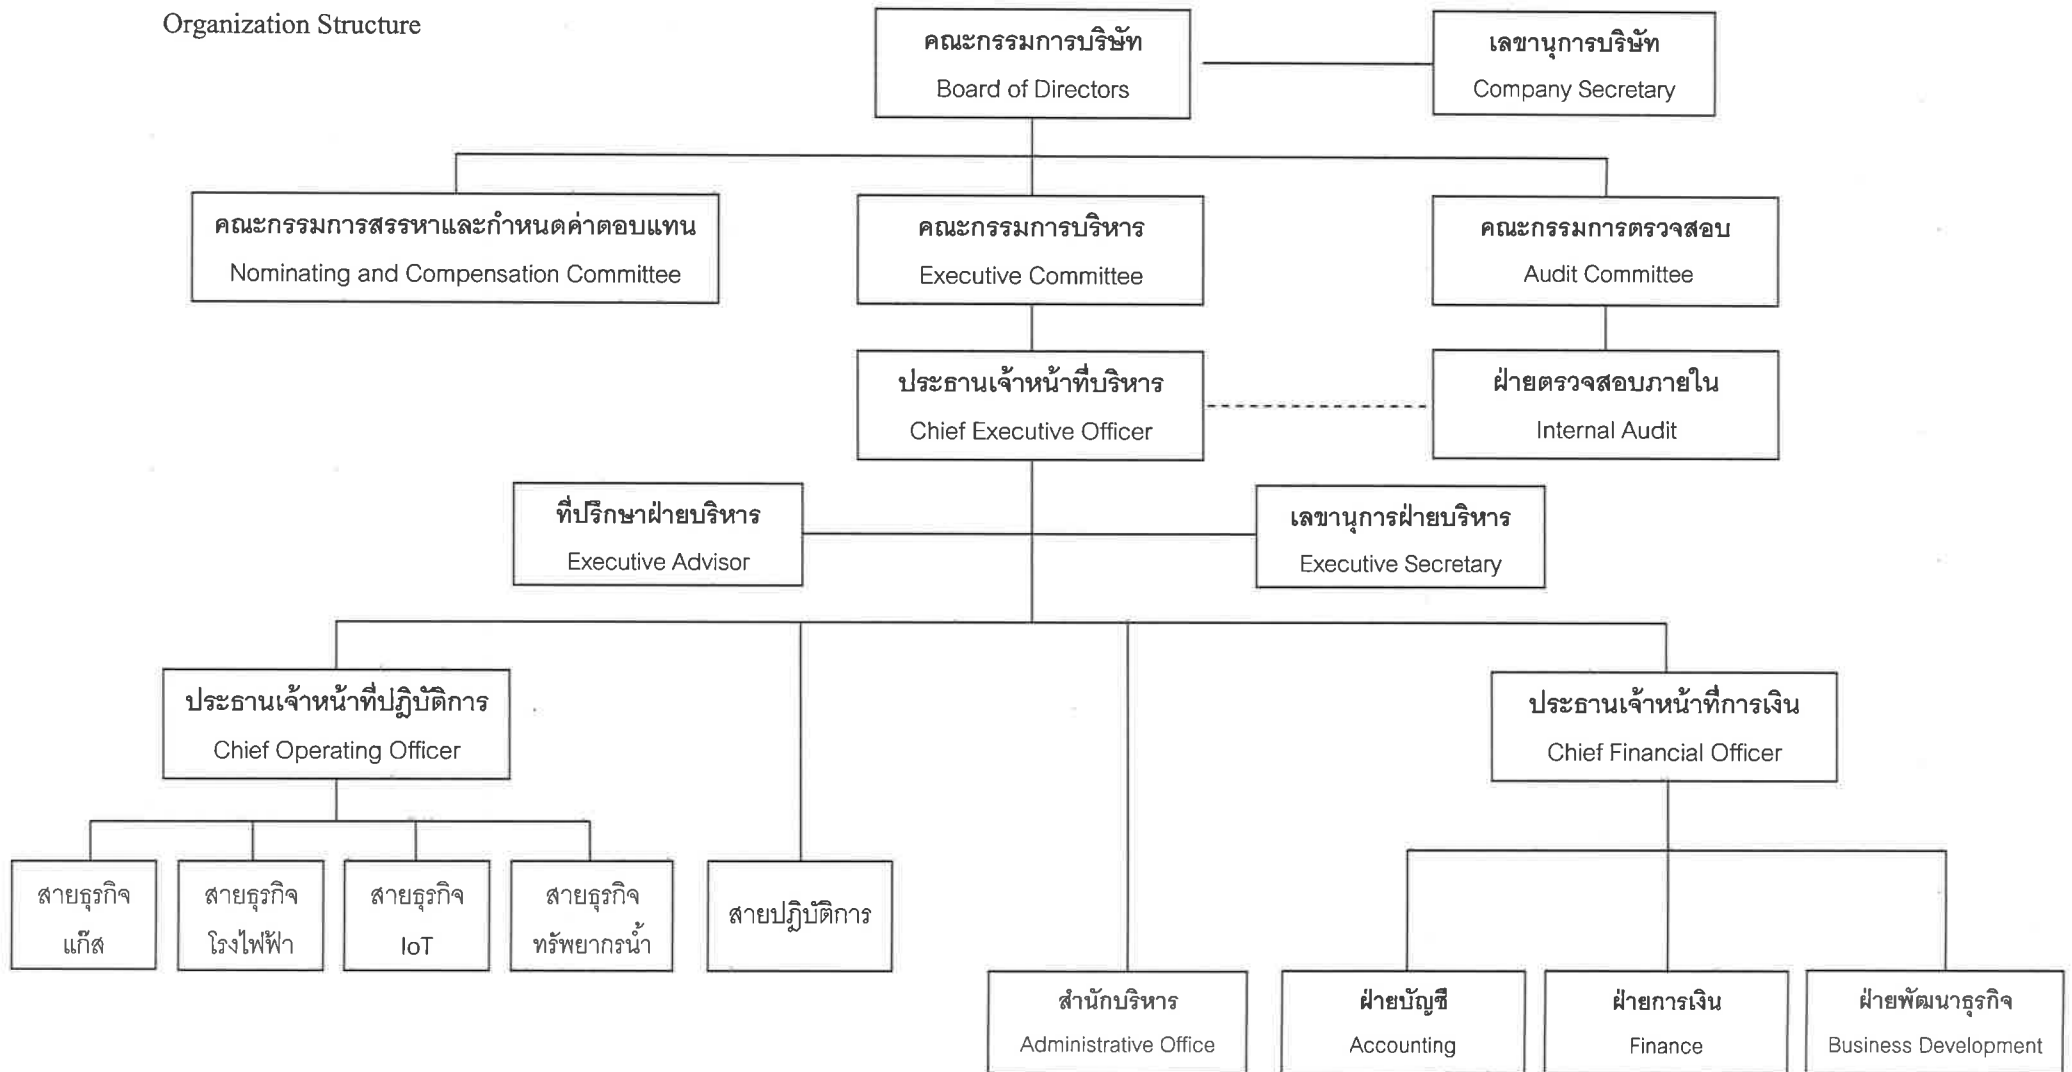 Organization Structure
คณะกรรมการบริษัท
Board of Directors
เลขานุการบริษัท
Company Secretary
คณะกรรมการสรรหาและกำหนดค่าตอบแทน
Nominating and Compensation Committee
คณะกรรมการบริหาร
Executive Committee
คณะกรรมการตรวจสอบ
Audit Committee
ประธานเจ้าหน้าที่บริหาร
Chief Executive Officer
ฝ่ายตรวจสอบภายใน
Internal Audit
ที่ปรึกษาฝ่ายบริหาร
Executive Advisor
เลขานุการฝ่ายบริหาร
Executive Secretary
ประธานเจ้าหน้าที่ปฏิบัติการ
Chief Operating Officer
ประธานเจ้าหน้าที่การเงิน
Chief Financial Officer
สายธุรกิจ
แก๊ส
สายธุรกิจ
โรงไฟฟ้า
สายธุรกิจ
IoT
สายธุรกิจ
ทรัพยากรน้ำ
สายปฏิบัติการ
สำนักบริหาร
Administrative Office
ฝ่ายบัญชี
Accounting
ฝ่ายการเงิน
Finance
ฝ่ายพัฒนาธุรกิจ
Business Development